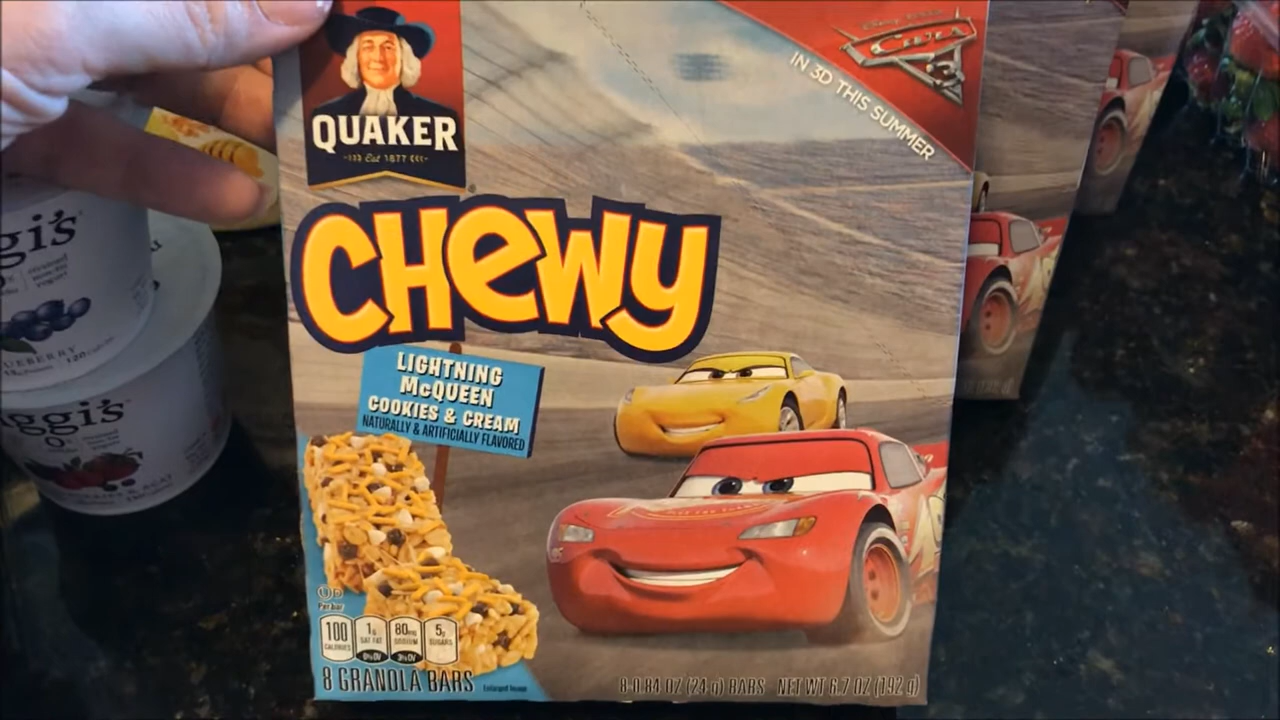 QUAKER
Est 1877
CHEWY
LIGHTNING
McQUEEN
COOKIES & CREAM
NATURALLY & ARTIFICIALLY FLAVORED
Cars
IN 3D THIS SUMMER
Per bar
100
CALORIES
1g
SAT FAT
80mg
SODIUM
3% DV
5g
SUGARS
8 GRANOLA BARS
Enlarged Image
8-0.84 OZ (24 g) BARS NET WT 6.7 OZ (192 g)
ggi's
120
ggi's
0%